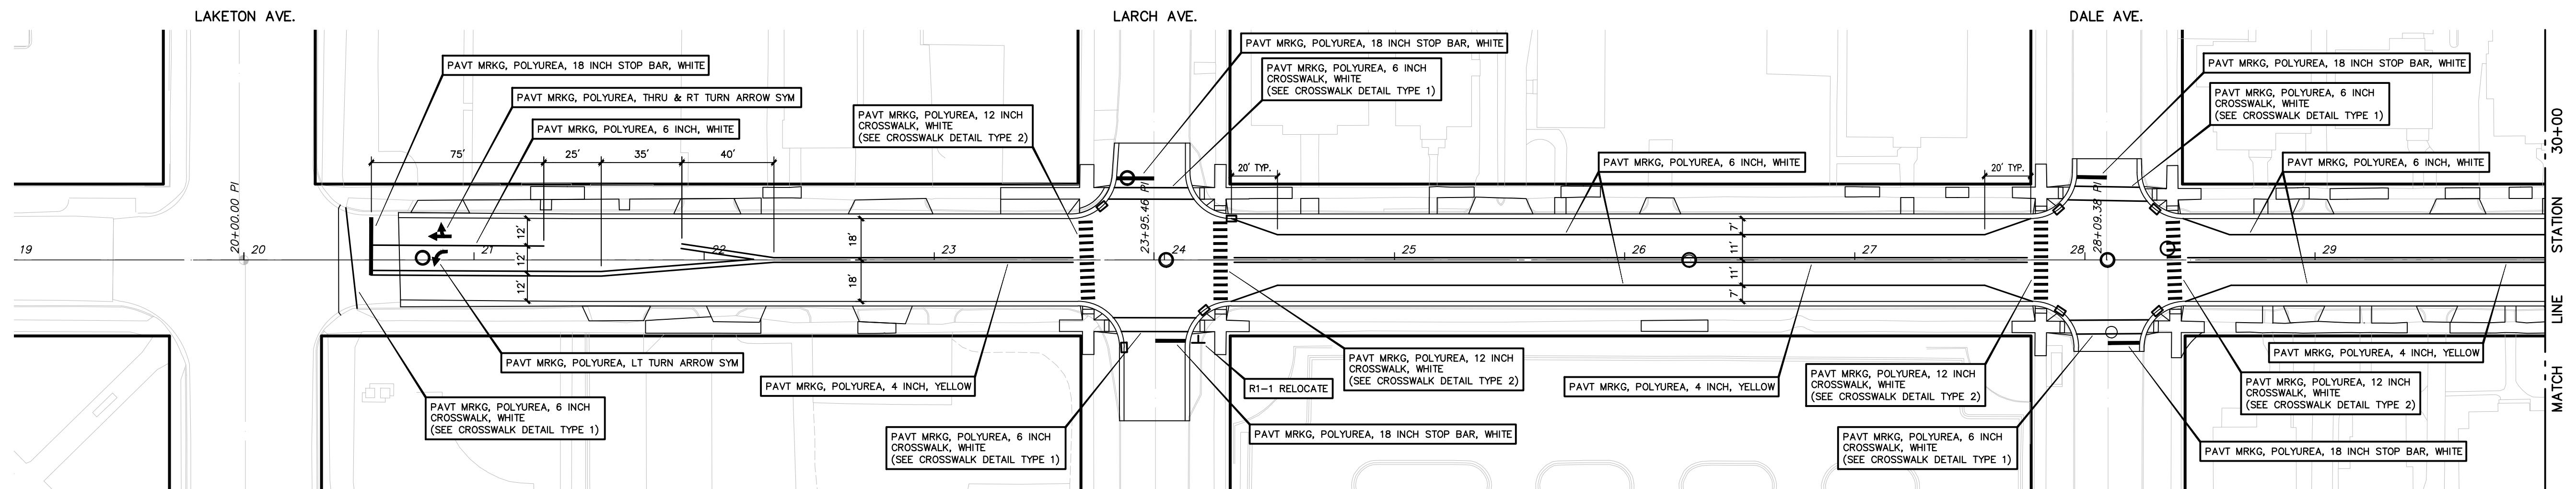 LAKETON AVE.
LARCH AVE.
DALE AVE.
PAVT MRKG, POLYUREA, 18 INCH STOP BAR, WHITE
PAVT MRKG, POLYUREA, THRU & RT TURN ARROW SYM
PAVT MRKG, POLYUREA, 6 INCH, WHITE
75'
25'
35'
40'
PAVT MRKG, POLYUREA, 12 INCH
CROSSWALK, WHITE
(SEE CROSSWALK DETAIL TYPE 2)
PAVT MRKG, POLYUREA, 18 INCH STOP BAR, WHITE
PAVT MRKG, POLYUREA, 6 INCH
CROSSWALK, WHITE
(SEE CROSSWALK DETAIL TYPE 1)
20' TYP.
PAVT MRKG, POLYUREA, 6 INCH, WHITE
20' TYP.
PAVT MRKG, POLYUREA, 18 INCH STOP BAR, WHITE
PAVT MRKG, POLYUREA, 6 INCH
CROSSWALK, WHITE
(SEE CROSSWALK DETAIL TYPE 1)
PAVT MRKG, POLYUREA, 6 INCH, WHITE
19
20+00.00 PI
20
21
22
23
23+95.46 PI
24
25
26
27
28
28+09.38 PI
29
12'
12'
12'
18'
18'
7'
11'
11'
7'
PAVT MRKG, POLYUREA, LT TURN ARROW SYM
PAVT MRKG, POLYUREA, 6 INCH
CROSSWALK, WHITE
(SEE CROSSWALK DETAIL TYPE 1)
PAVT MRKG, POLYUREA, 4 INCH, YELLOW
PAVT MRKG, POLYUREA, 6 INCH
CROSSWALK, WHITE
(SEE CROSSWALK DETAIL TYPE 1)
R1-1 RELOCATE
PAVT MRKG, POLYUREA, 18 INCH STOP BAR, WHITE
PAVT MRKG, POLYUREA, 12 INCH
CROSSWALK, WHITE
(SEE CROSSWALK DETAIL TYPE 2)
PAVT MRKG, POLYUREA, 4 INCH, YELLOW
PAVT MRKG, POLYUREA, 12 INCH
CROSSWALK, WHITE
(SEE CROSSWALK DETAIL TYPE 2)
PAVT MRKG, POLYUREA, 6 INCH
CROSSWALK, WHITE
(SEE CROSSWALK DETAIL TYPE 1)
PAVT MRKG, POLYUREA, 4 INCH, YELLOW
PAVT MRKG, POLYUREA, 12 INCH
CROSSWALK, WHITE
(SEE CROSSWALK DETAIL TYPE 2)
PAVT MRKG, POLYUREA, 18 INCH STOP BAR, WHITE
MATCH LINE STATION 30+00